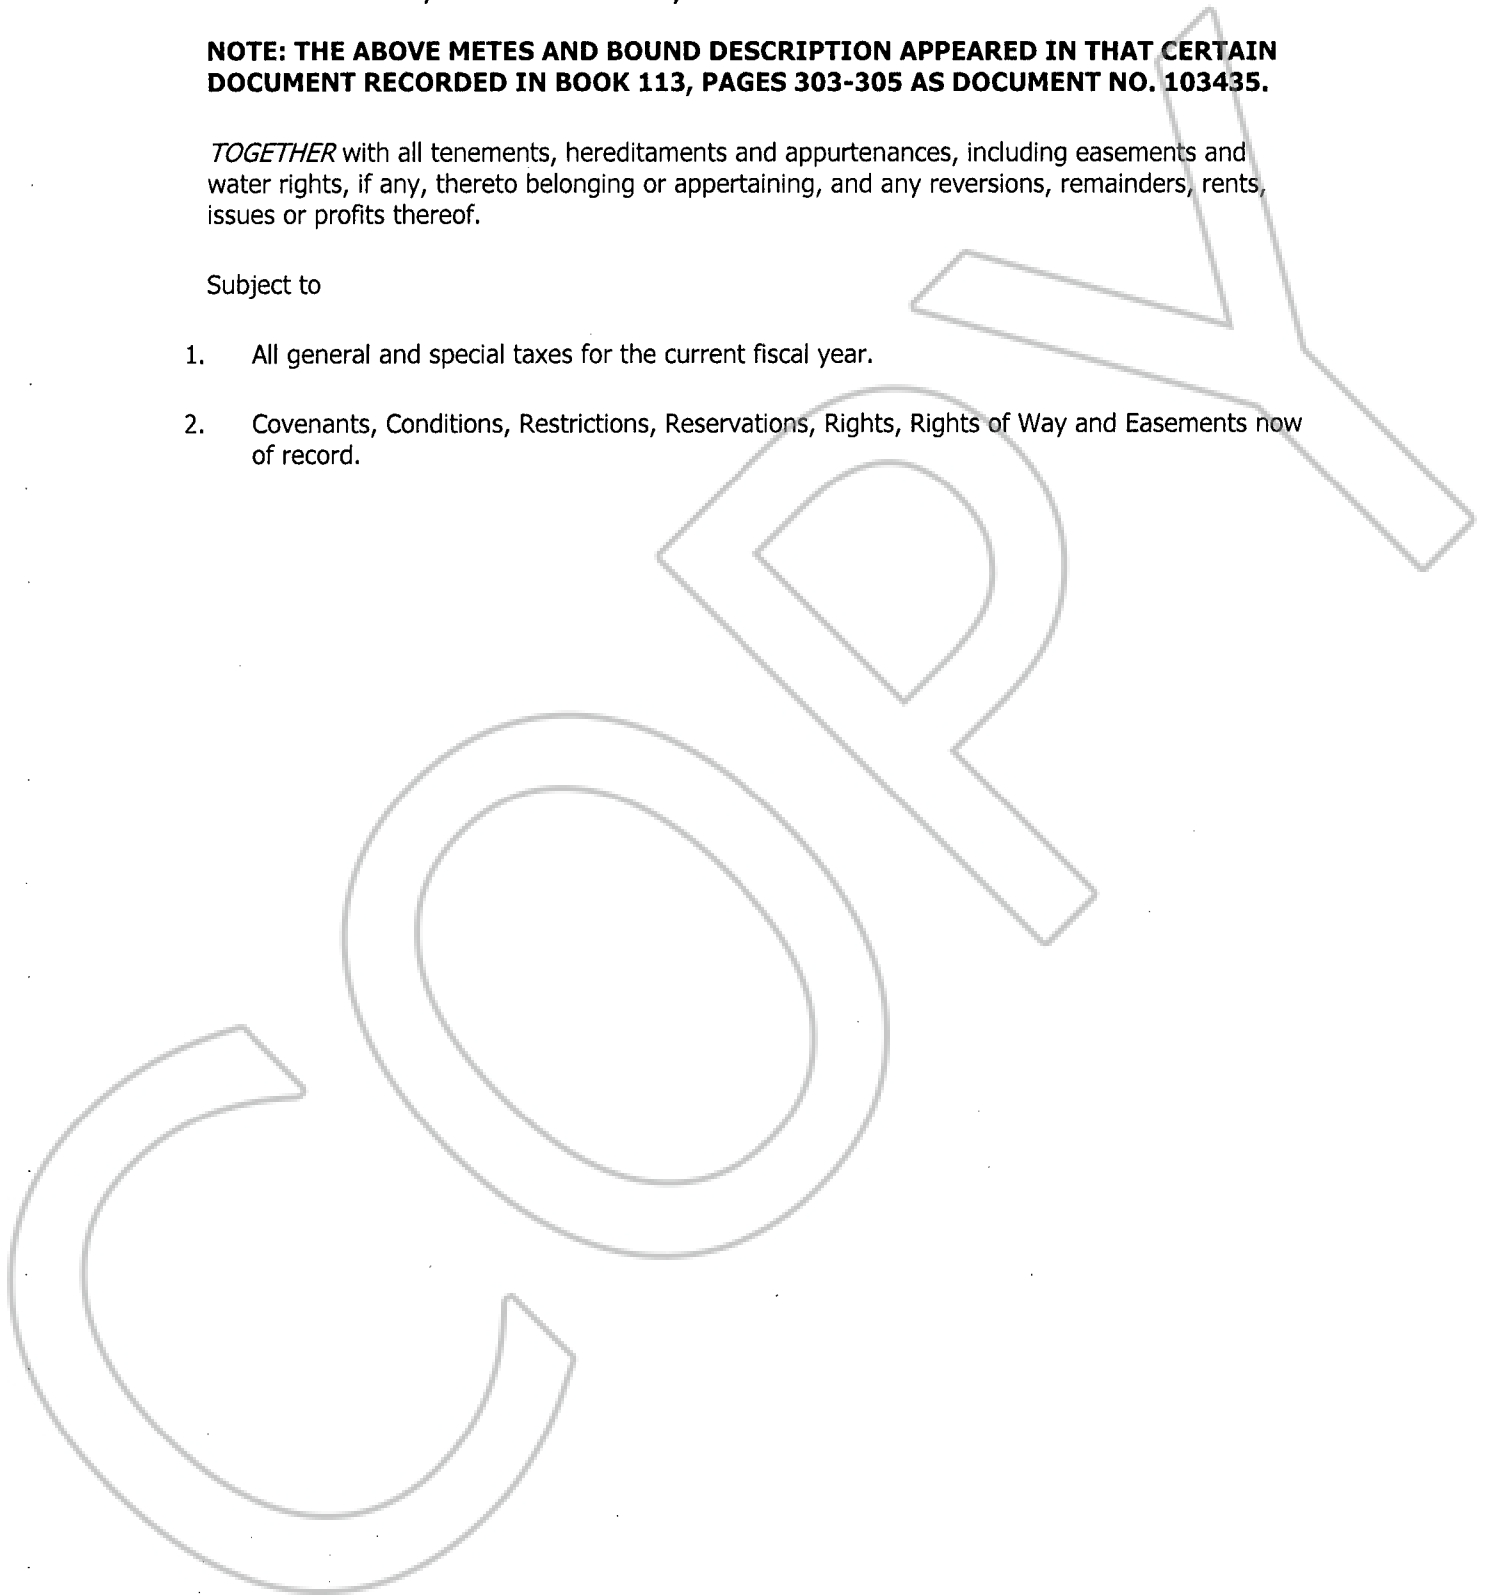 NOTE: THE ABOVE METES AND BOUND DESCRIPTION APPEARED IN THAT CERTAIN
DOCUMENT RECORDED IN BOOK 113, PAGES 303-305 AS DOCUMENT NO. 103435.
TOGETHER with all tenements, hereditaments and appurtenances, including easements and
water rights, if any, thereto belonging or appertaining, and any reversions, remainders, rents,
issues or profits thereof.
Subject to
1. All general and special taxes for the current fiscal year.
2. Covenants, Conditions, Restrictions, Reservations, Rights, Rights of Way and Easements now
of record.
COPY